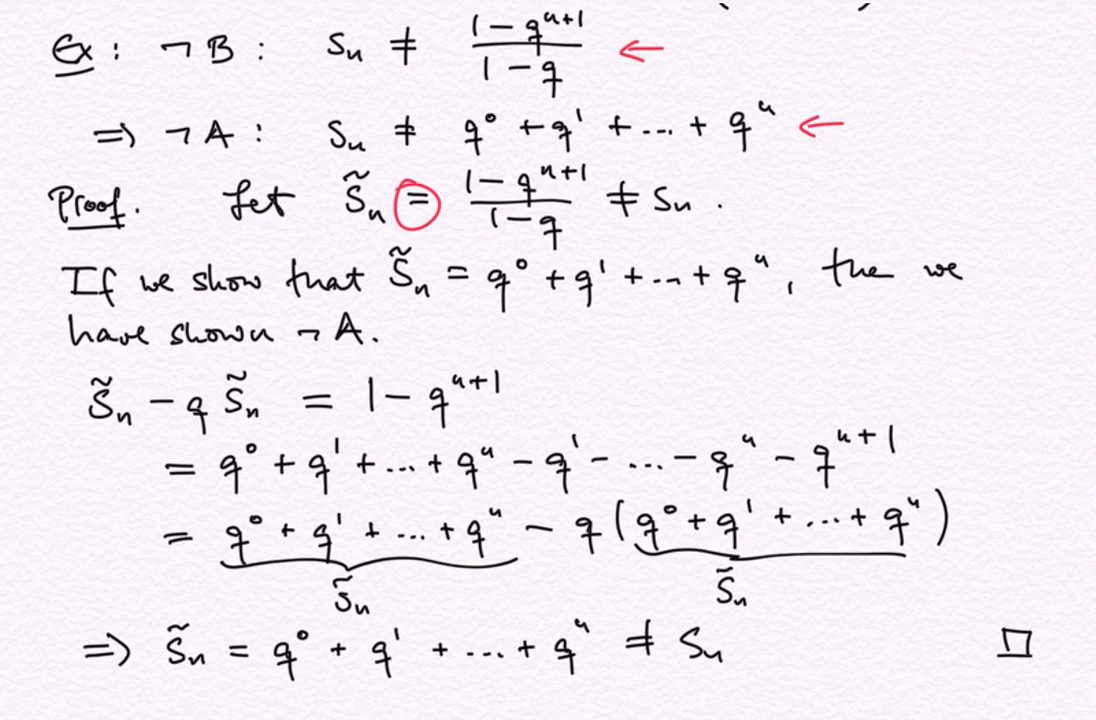 Ex: ¬B: Sₙ ≠ (1 - qⁿ⁺¹)/(1 - q) ←
⇒ ¬A: Sₙ ≠ q⁰ + q¹ + ... + qⁿ ←
Proof. Let S̃ₙ = (1 - qⁿ⁺¹)/(1 - q) ≠ Sₙ.
If we show that S̃ₙ = q⁰ + q¹ + ... + qⁿ, the we
have shown ¬A.
S̃ₙ - q S̃ₙ = 1 - qⁿ⁺¹
= q⁰ + q¹ + ... + qⁿ - q¹ - ... - qⁿ - qⁿ⁺¹
= q⁰ + q¹ + ... + qⁿ - q (q⁰ + q¹ + ... + qⁿ)
S̃ₙ S̃ₙ
⇒ S̃ₙ = q⁰ + q¹ + ... + qⁿ ≠ Sₙ □